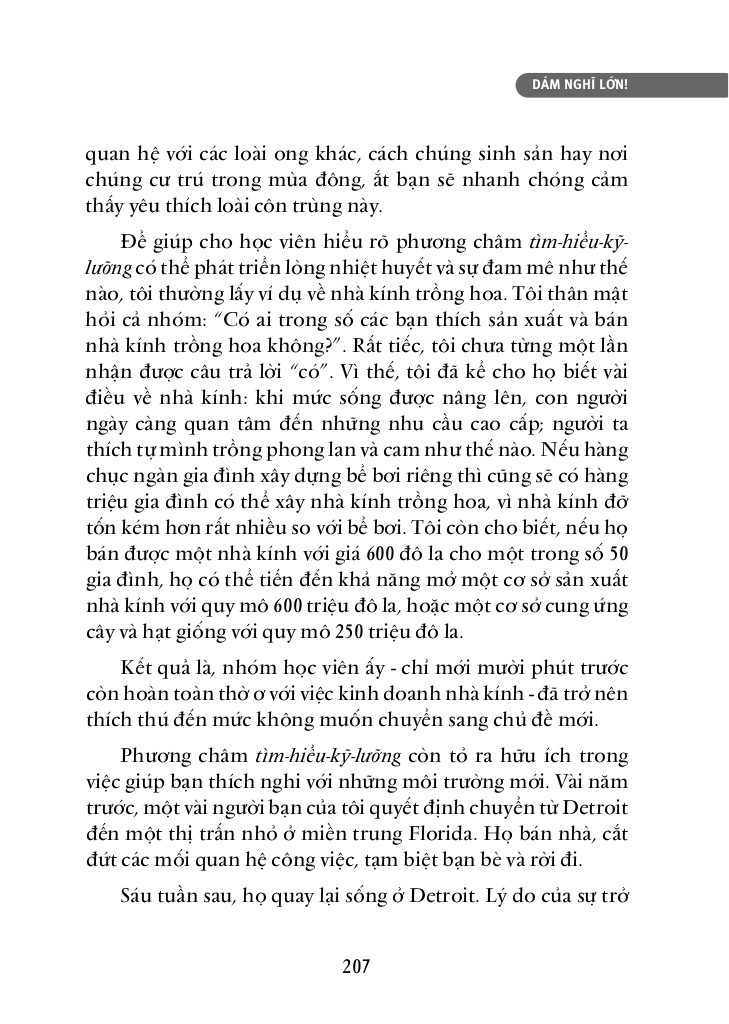 DÁM NGHĨ LỚN!
quan hệ với các loài ong khác, cách chúng sinh sản hay nơi
chúng cư trú trong mùa đông, ắt bạn sẽ nhanh chóng cảm
thấy yêu thích loài côn trùng này.
Để giúp cho học viên hiểu rõ phương châm tìm-hiểu-kỹ-
lưỡng có thể phát triển lòng nhiệt huyết và sự đam mê như thế
nào, tôi thường lấy ví dụ về nhà kính trồng hoa. Tôi thân mật
hỏi cả nhóm: “Có ai trong số các bạn thích sản xuất và bán
nhà kính trồng hoa không?”. Rất tiếc, tôi chưa từng một lần
nhận được câu trả lời “có”. Vì thế, tôi đã kể cho họ biết vài
điều về nhà kính: khi mức sống được nâng lên, con người
ngày càng quan tâm đến những nhu cầu cao cấp; người ta
thích tự mình trồng phong lan và cam như thế nào. Nếu hàng
chục ngàn gia đình xây dựng bể bơi riêng thì cũng sẽ có hàng
triệu gia đình có thể xây nhà kính trồng hoa, vì nhà kính đỡ
tốn kém hơn rất nhiều so với bể bơi. Tôi còn cho biết, nếu họ
bán được một nhà kính với giá 600 đô la cho một trong số 50
gia đình, họ có thể tiến đến khả năng mở một cơ sở sản xuất
nhà kính với quy mô 600 triệu đô la, hoặc một cơ sở cung ứng
cây và hạt giống với quy mô 250 triệu đô la.
Kết quả là, nhóm học viên ấy - chỉ mới mười phút trước
còn hoàn toàn thờ ơ với việc kinh doanh nhà kính - đã trở nên
thích thú đến mức không muốn chuyển sang chủ đề mới.
Phương châm tìm-hiểu-kỹ-lưỡng còn tỏ ra hữu ích trong
việc giúp bạn thích nghi với những môi trường mới. Vài năm
trước, một vài người bạn của tôi quyết định chuyển từ Detroit
đến một thị trấn nhỏ ở miền trung Florida. Họ bán nhà, cắt
đứt các mối quan hệ công việc, tạm biệt bạn bè và rời đi.
Sáu tuần sau, họ quay lại sống ở Detroit. Lý do của sự trở
207